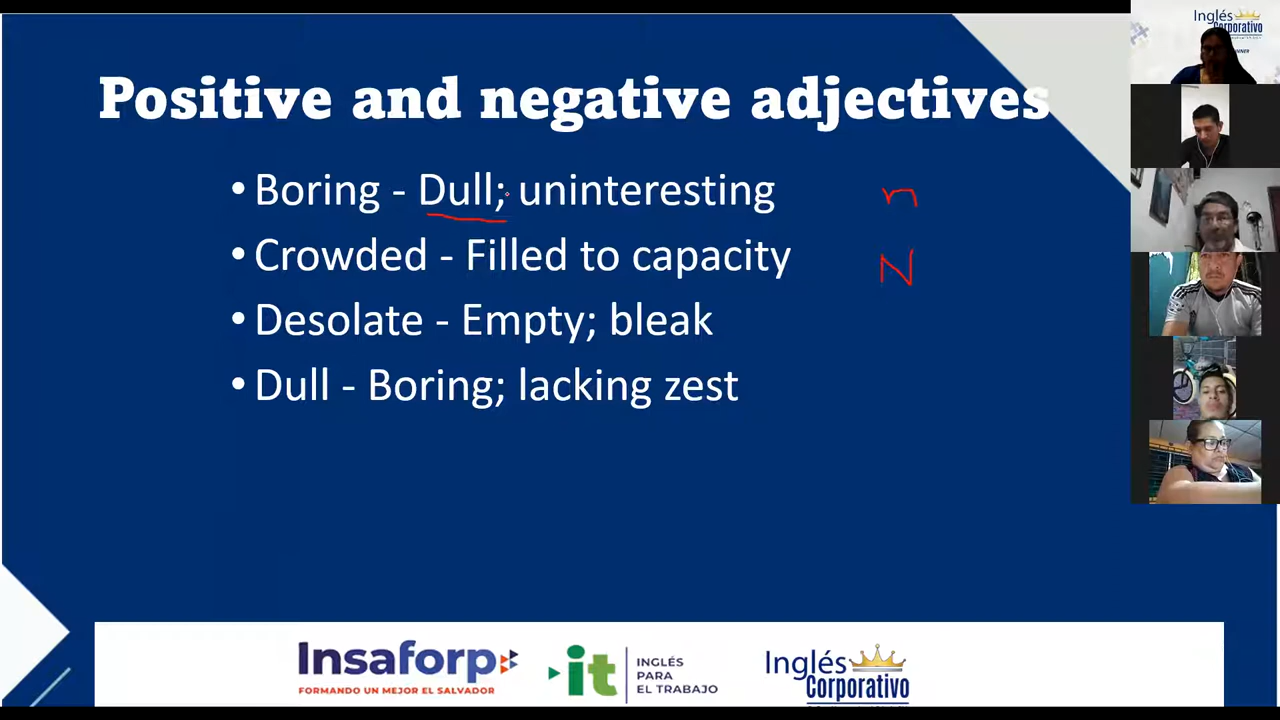 Positive and negative adjectives
• Boring - Dull; uninteresting n
• Crowded - Filled to capacity N
• Desolate - Empty; bleak
• Dull - Boring; lacking zest
Insaforp
FORMANDO UN MEJOR EL SALVADOR
it
INGLÉS
PARA
EL TRABAJO
Inglés
Corporativo
Inglés
Corporativo